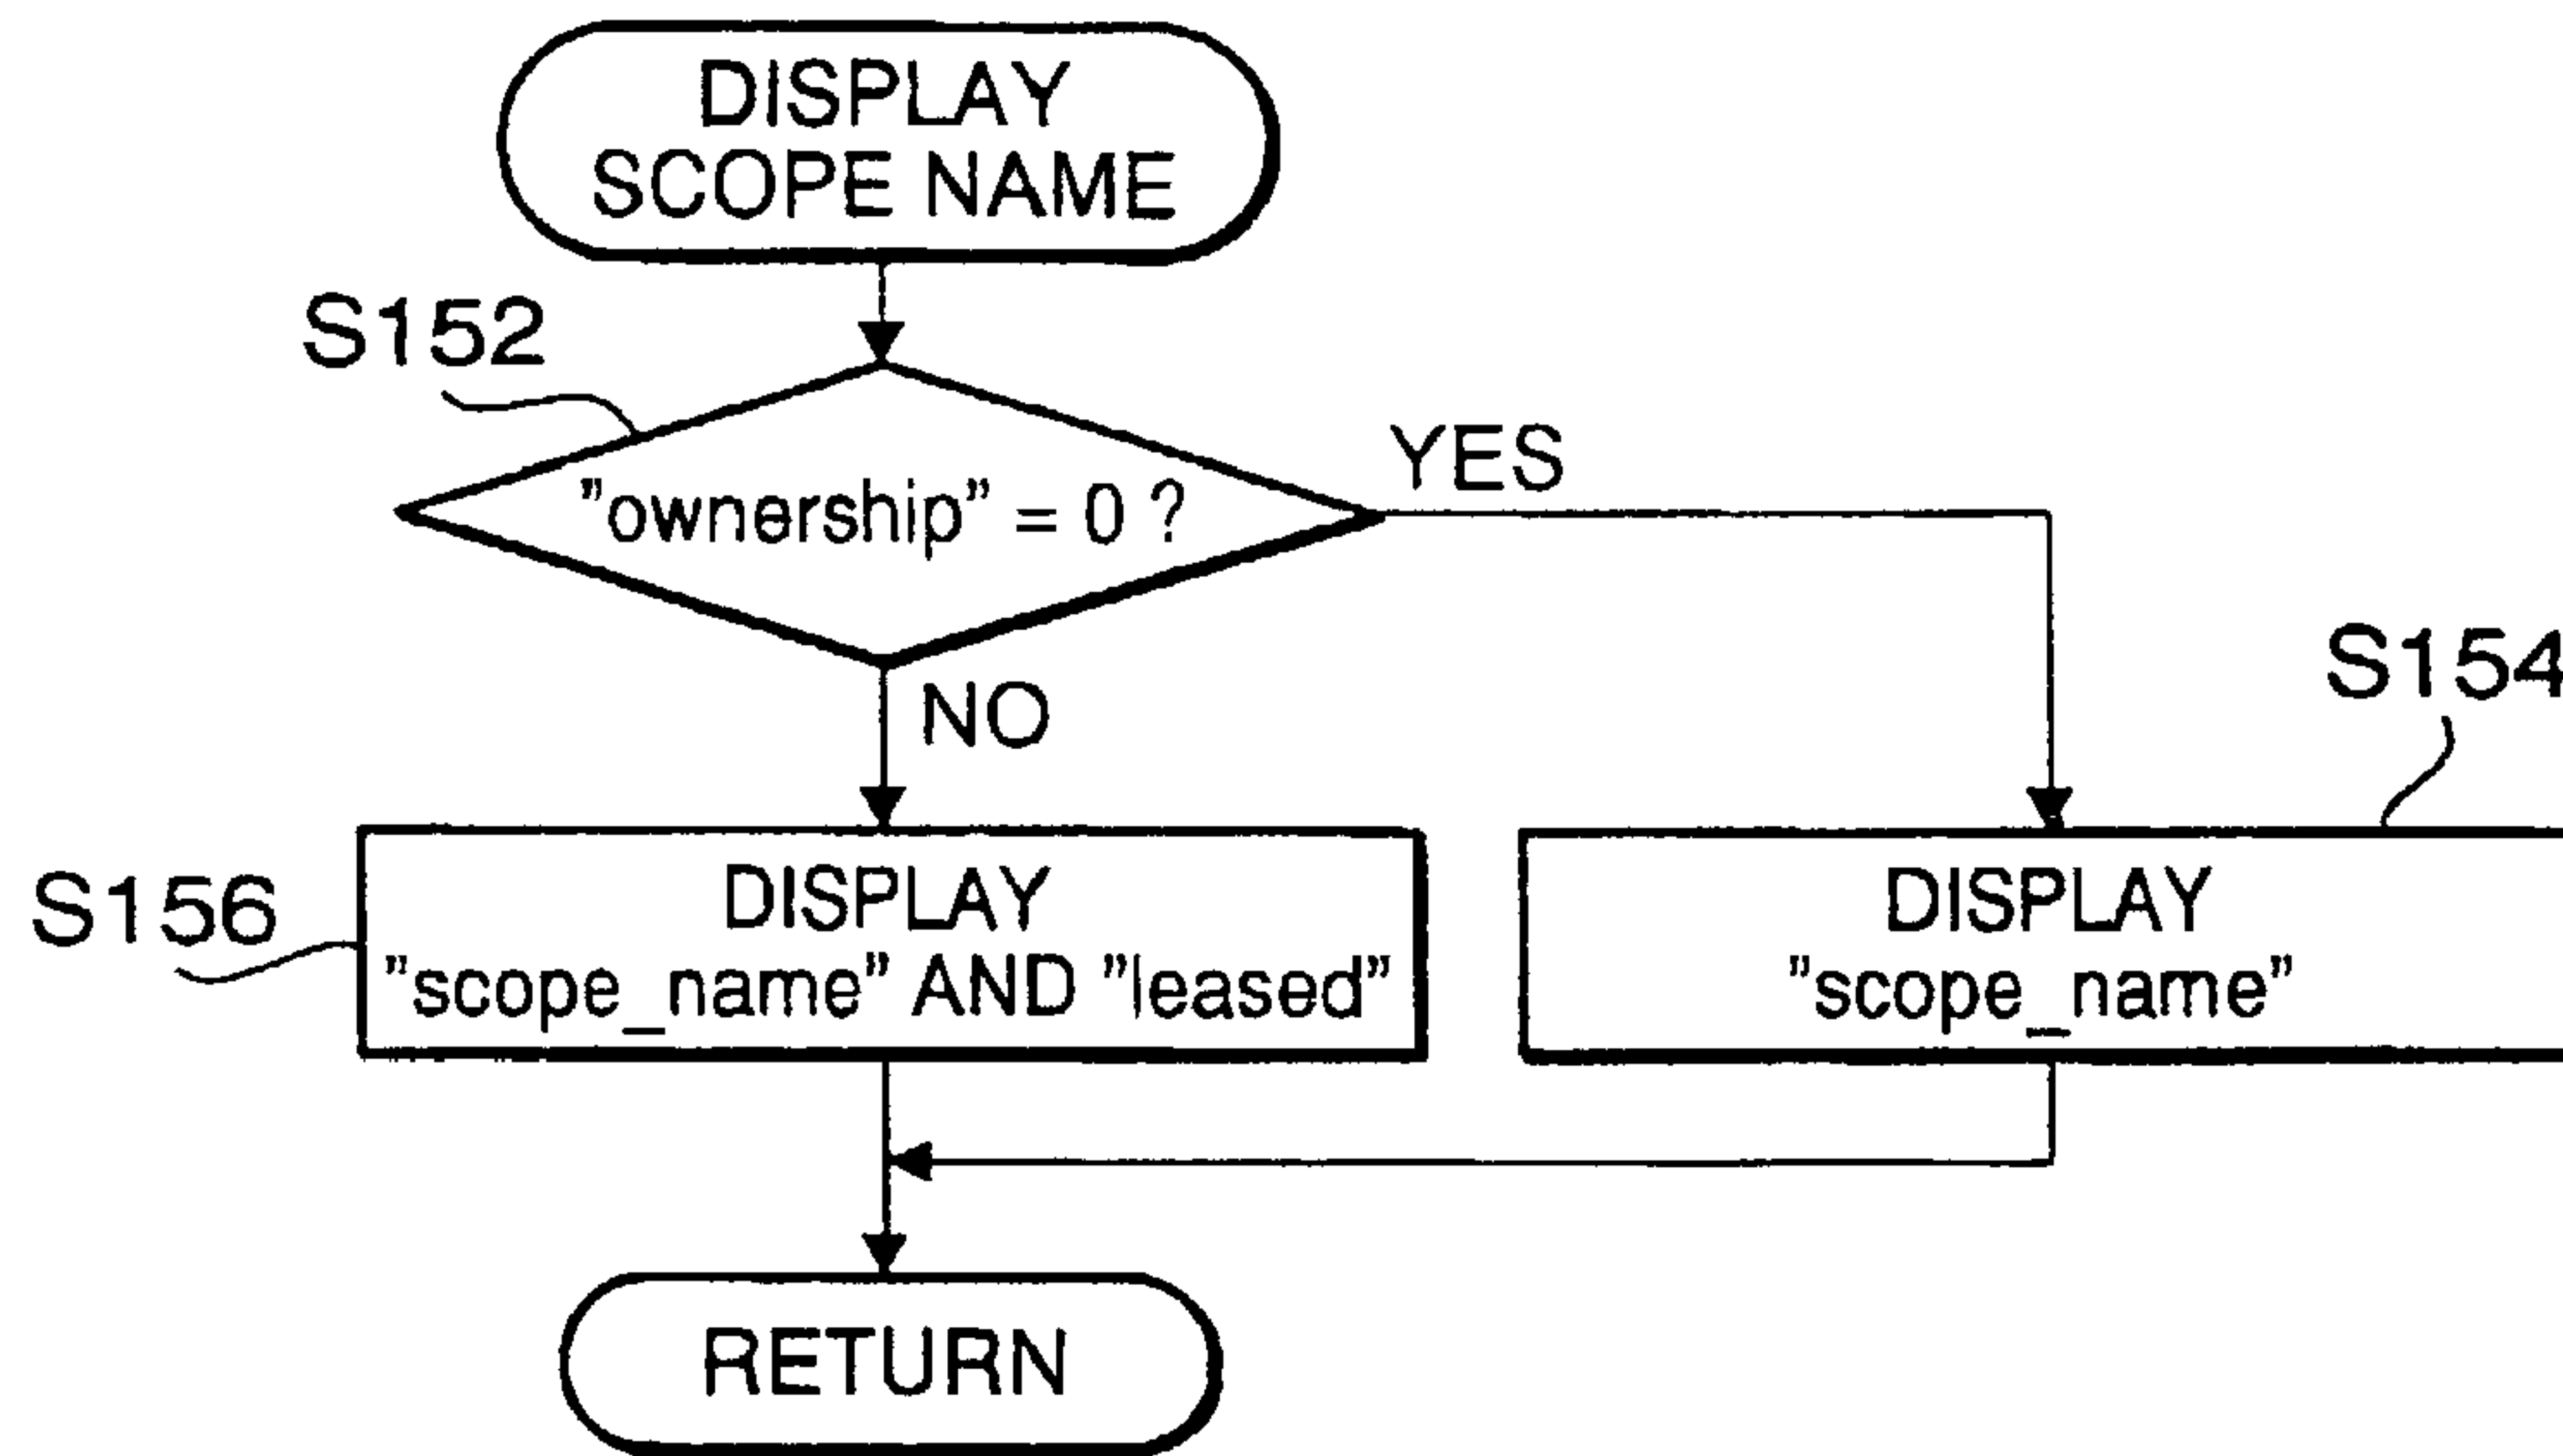 DISPLAY
SCOPE NAME
S152
"ownership" = 0 ?
YES
NO
S154
S156
DISPLAY
"scope_name" AND "leased"
DISPLAY
"scope_name"
RETURN